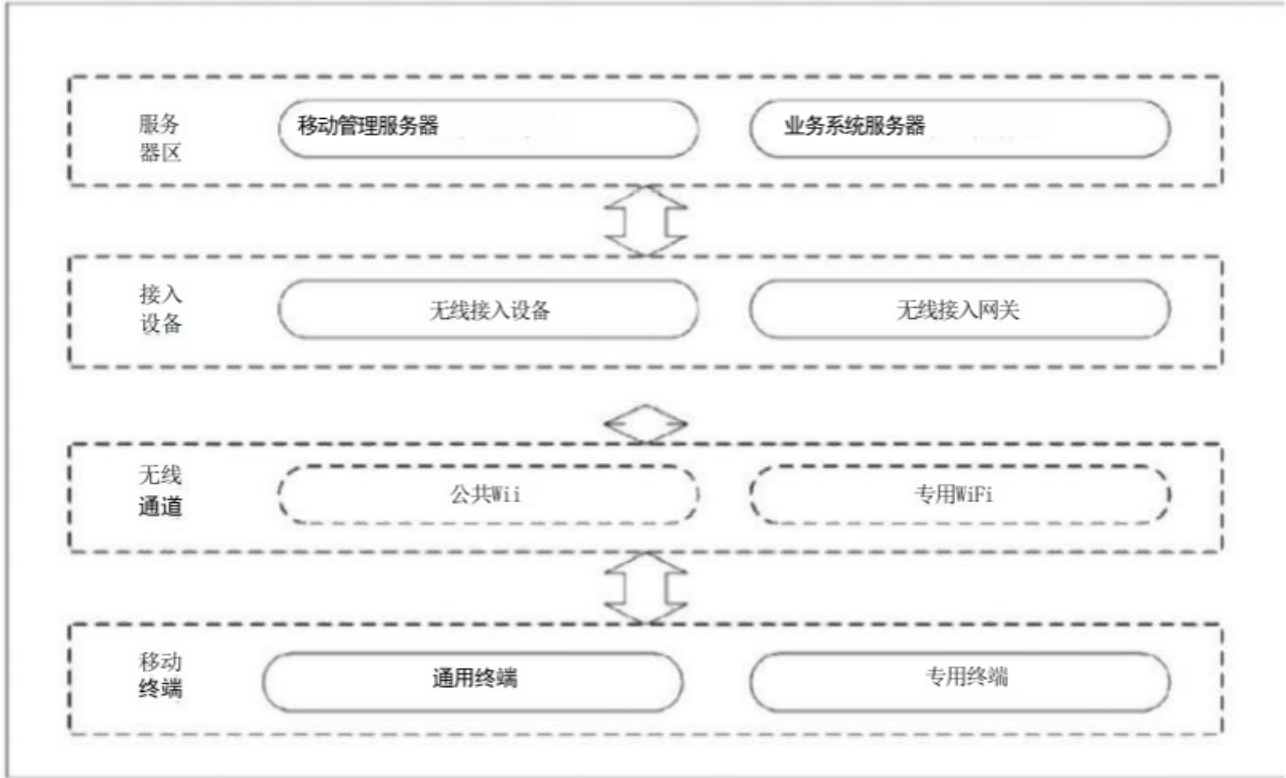 服务
器区
移动管理服务器
业务系统服务器
接入
设备
无线接入设备
无线接入网关
无线
通道
公共Wii
专用WiFi
移动
终端
通用终端
专用终端